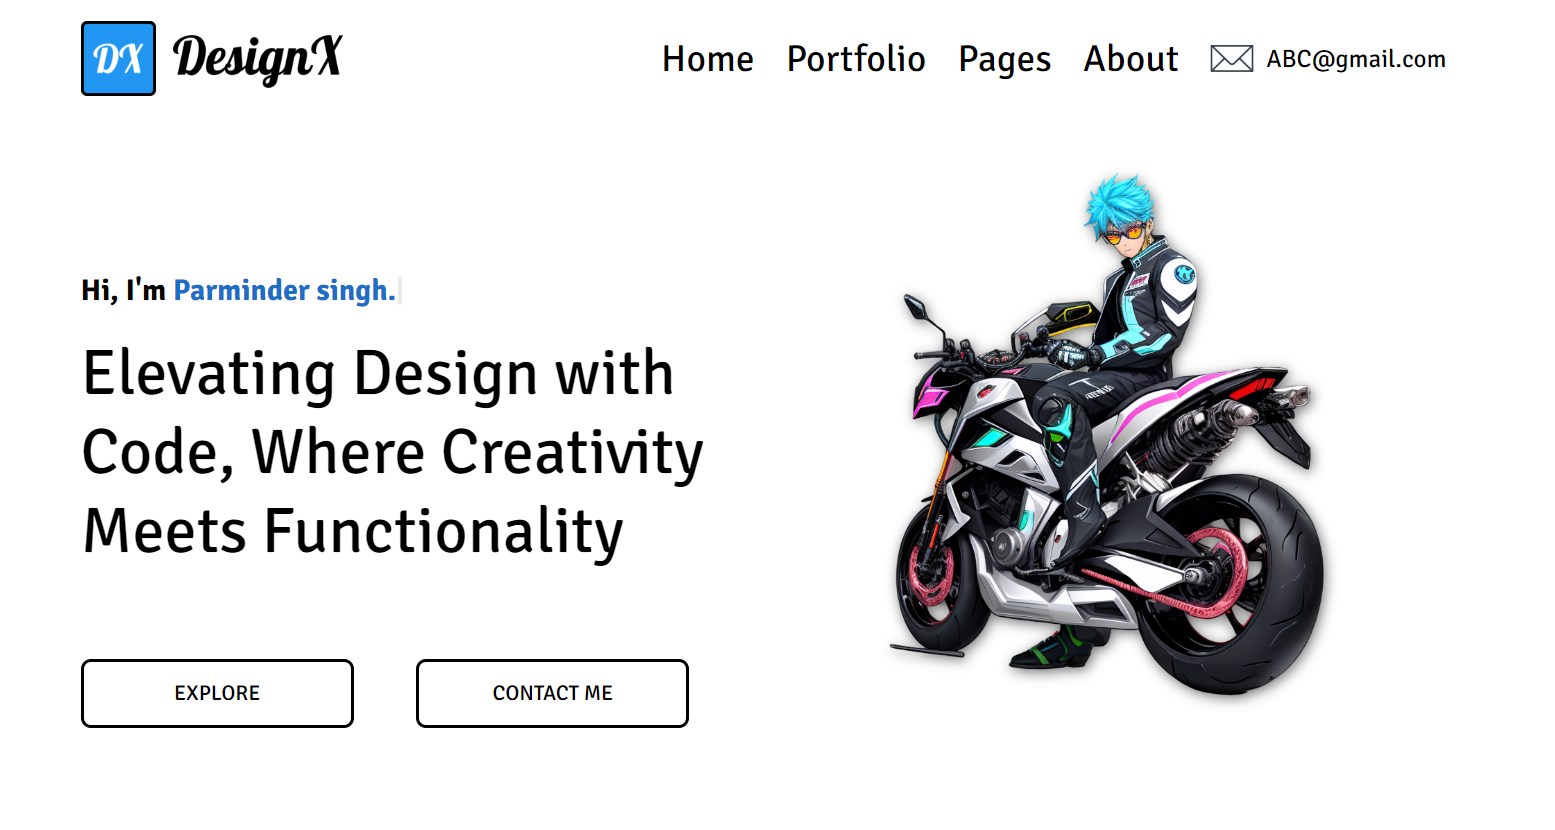 DX DesignX
Home Portfolio Pages About ABC@gmail.com
Hi, I'm Parminder singh.
Elevating Design with
Code, Where Creativity
Meets Functionality
EXPLORE CONTACT ME